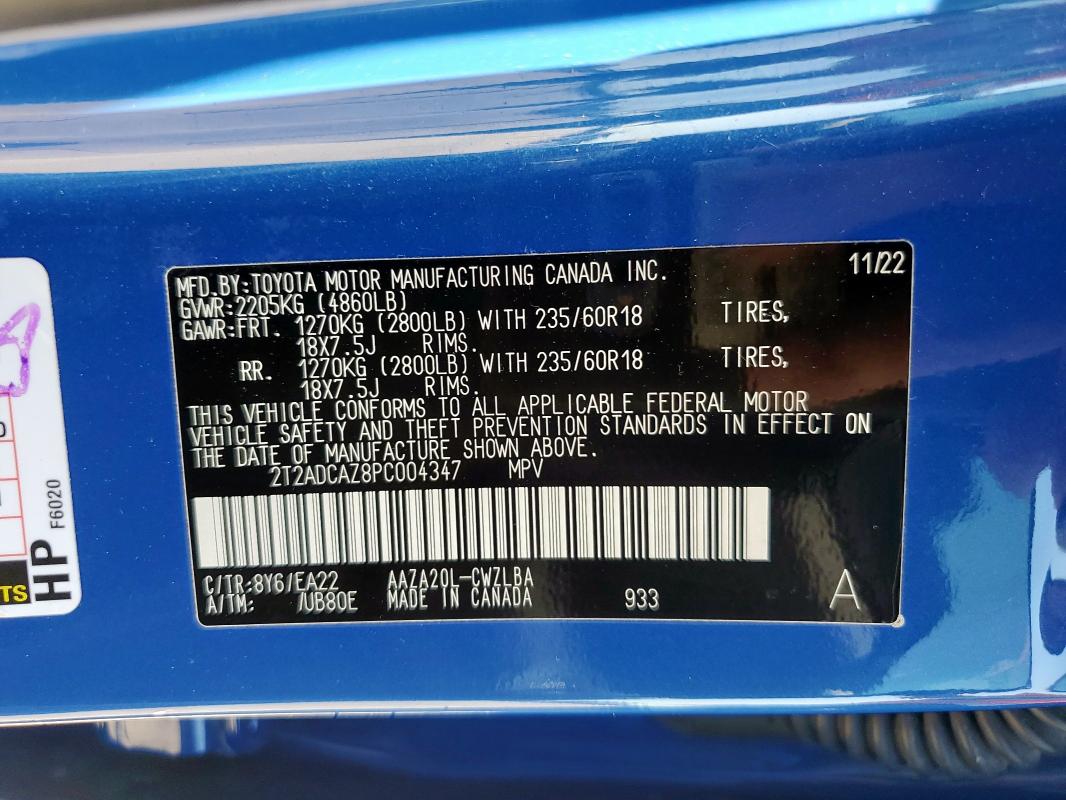 MFD.BY:TOYOTA MOTOR MANUFACTURING CANADA INC. 11/22
GVWR:2205KG (4860LB)
GAWR:FRT. 1270KG (2800LB) WITH 235/60R18 TIRES,
18X7.5J RIMS.
RR. 1270KG (2800LB) WITH 235/60R18 TIRES,
18X7.5J RIMS.
THIS VEHICLE CONFORMS TO ALL APPLICABLE FEDERAL MOTOR
VEHICLE SAFETY AND THEFT PREVENTION STANDARDS IN EFFECT ON
THE DATE OF MANUFACTURE SHOWN ABOVE.
2T2ADCAZ8PC004347 MPV
C/TR:8Y6/EA22 AAZA20L-CWZLBA
A/TM: /UB80E MADE IN CANADA 933 A
HP F6020
TS